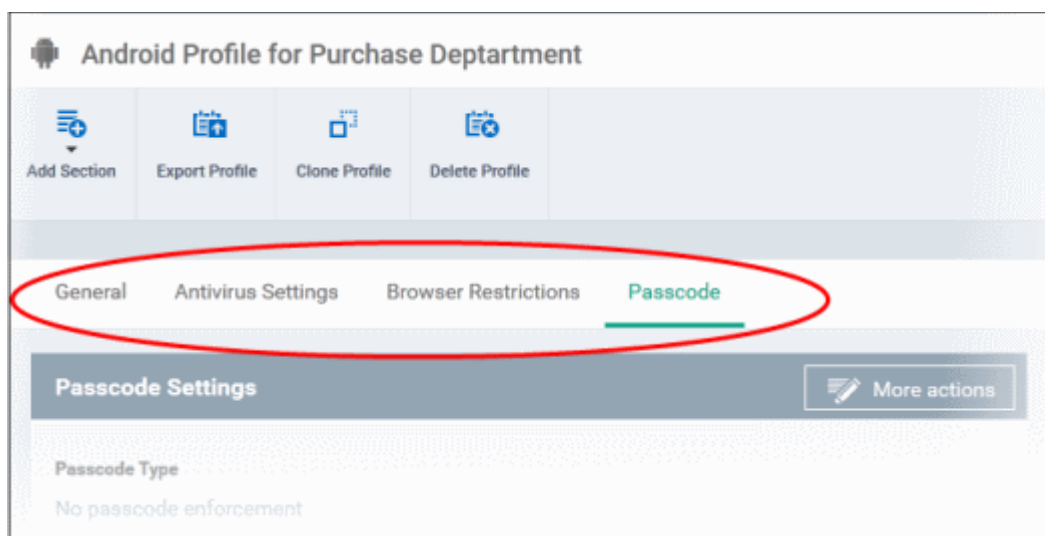 Android Profile for Purchase Deptartment
Add Section Export Profile Clone Profile Delete Profile
General Antivirus Settings Browser Restrictions Passcode
Passcode Settings More actions
Passcode Type
No passcode enforcement